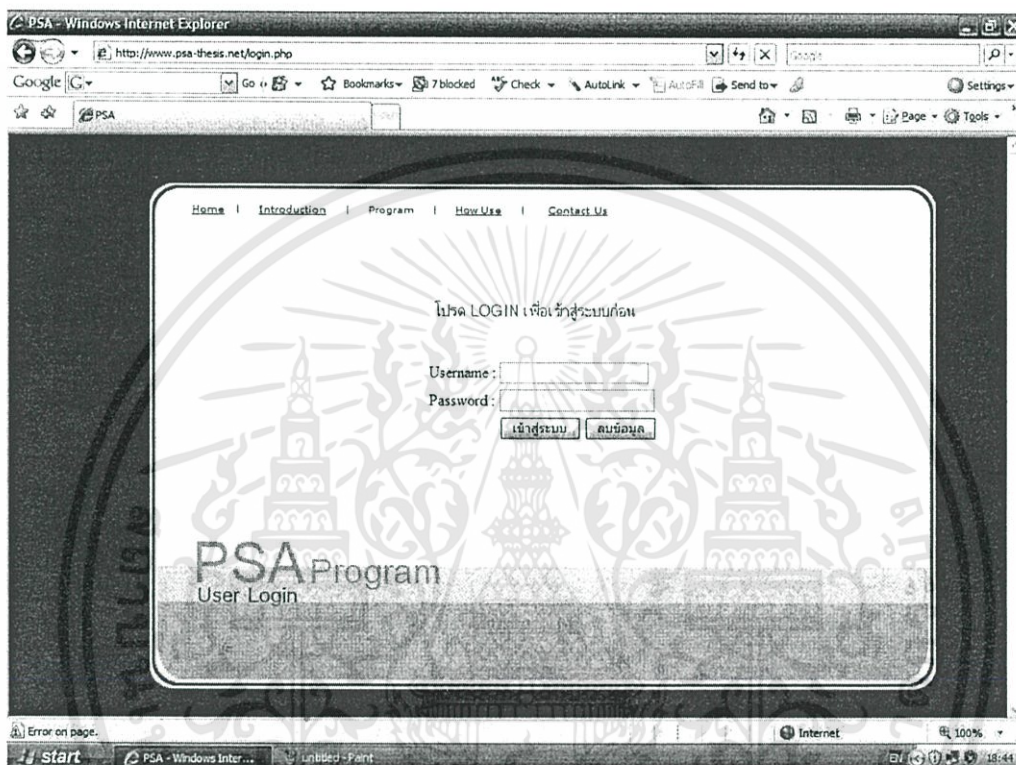 PSA - Windows Internet Explorer
http://www.psa-thesis.net/login.php Google
Google G Go Bookmarks 7 blocked Check AutoLink AutoFill Send to Settings
PSA Page Tools
Home | Introduction | Program | How Use | Contact Us
โปรด LOGIN เพื่อเข้าสู่ระบบก่อน
Username :
Password :
เข้าสู่ระบบ ลบข้อมูล
PSA Program
User Login
Error on page. Internet 100%
start PSA - Windows Inter... untitled - Paint EN 18:44